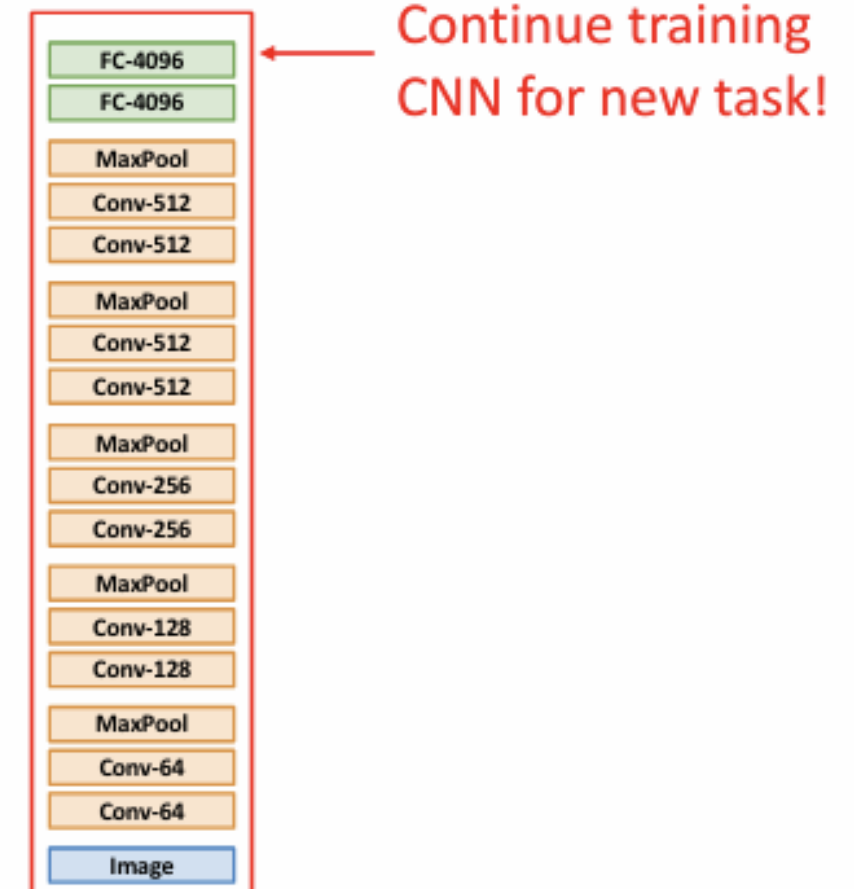 Continue training
CNN for new task!
FC-4096
FC-4096
MaxPool
Conv-512
Conv-512
MaxPool
Conv-512
Conv-512
MaxPool
Conv-256
Conv-256
MaxPool
Conv-128
Conv-128
MaxPool
Conv-64
Conv-64
Image